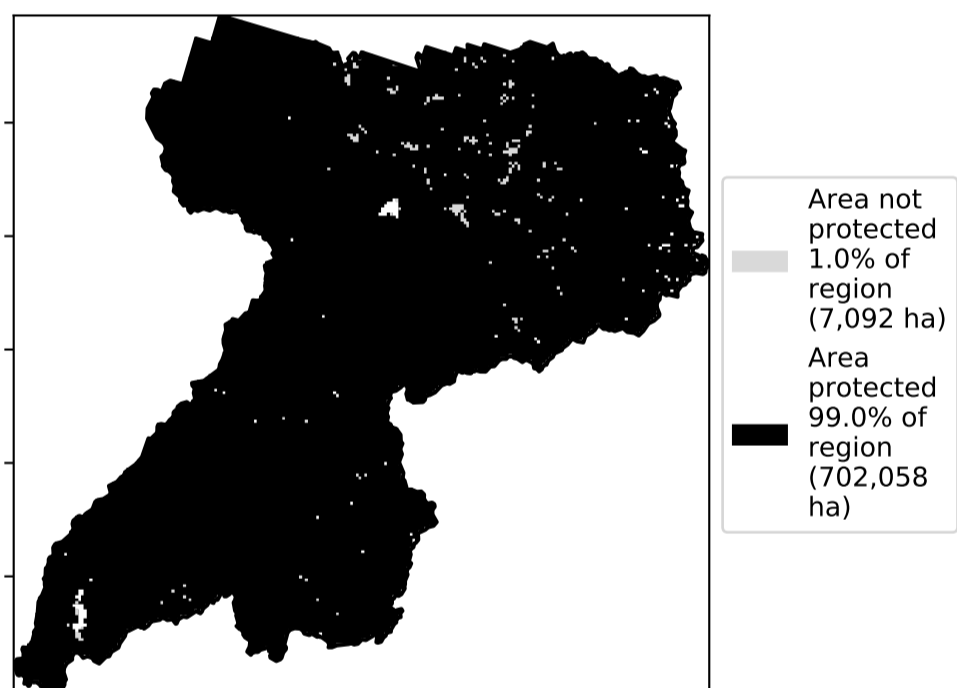 Area not
protected
1.0% of
region
(7,092 ha)
Area
protected
99.0% of
region
(702,058
ha)